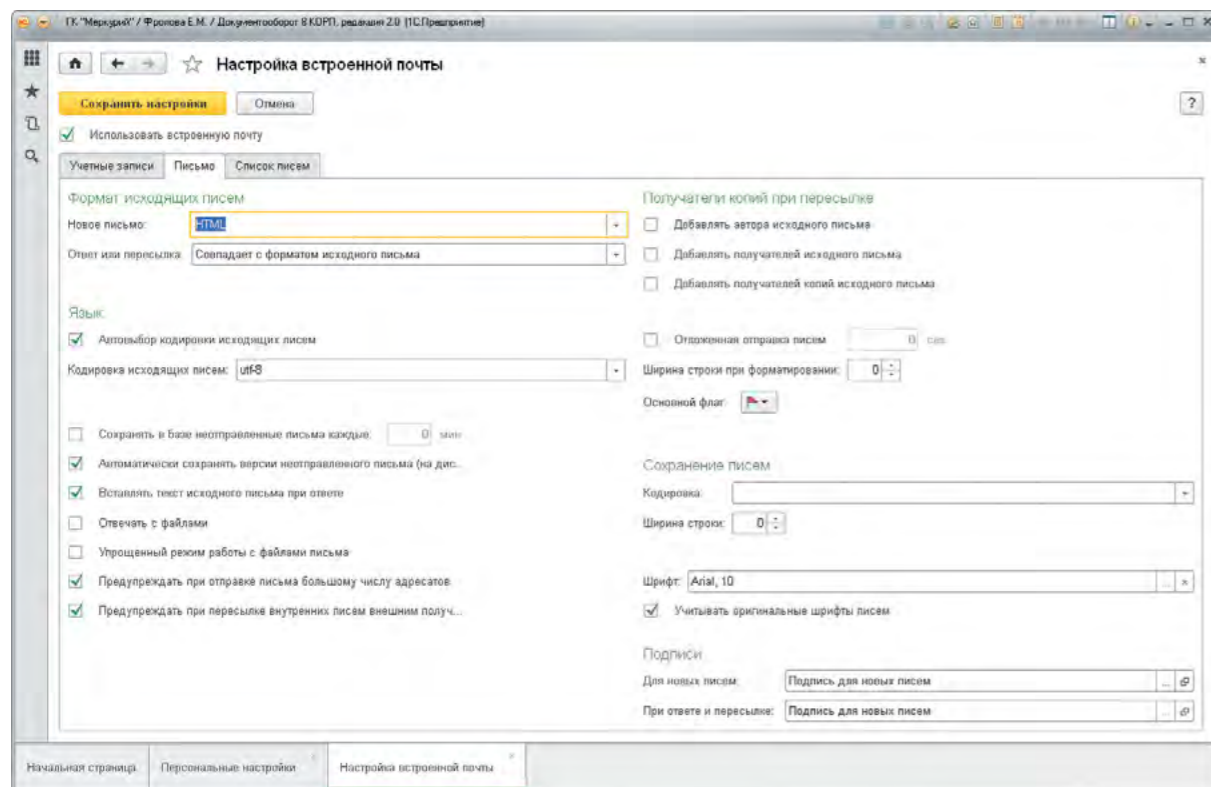 ГК "Меркурий" / Фролова Е.М. / Документооборот 8 КОРП, редакция 2.0 (1С:Предприятие)
Настройка встроенной почты
Сохранить настройки
Отмена
?
Использовать встроенную почту
Учетные записи
Письмо
Список писем
Формат исходящих писем
Новое письмо:
HTML
Ответ или пересылка:
Совпадает с форматом исходного письма
Язык
Автовыбор кодировки исходящих писем
Кодировка исходящих писем:
utf-8
Сохранять в базе неотправленные письма каждые:
0
мин
Автоматически сохранять версии неотправленного письма (на дис...
Вставлять текст исходного письма при ответе
Отвечать с файлами
Упрощенный режим работы с файлами письма
Предупреждать при отправке письма большому числу адресатов
Предупреждать при пересылке внутренних писем внешним получ...
Получатели копий при пересылке
Добавлять автора исходного письма
Добавлять получателей исходного письма
Добавлять получателей копий исходного письма
Отложенная отправка писем
0
сек
Ширина строки при форматировании:
0
Основной флаг:
Сохранение писем
Кодировка:
Ширина строки:
0
Шрифт:
Arial, 10
...
Учитывать оригинальные шрифты писем
Подписи
Для новых писем:
Подпись для новых писем
...
При ответе и пересылке:
Подпись для новых писем
...
Начальная страница
Персональные настройки
Настройка встроенной почты